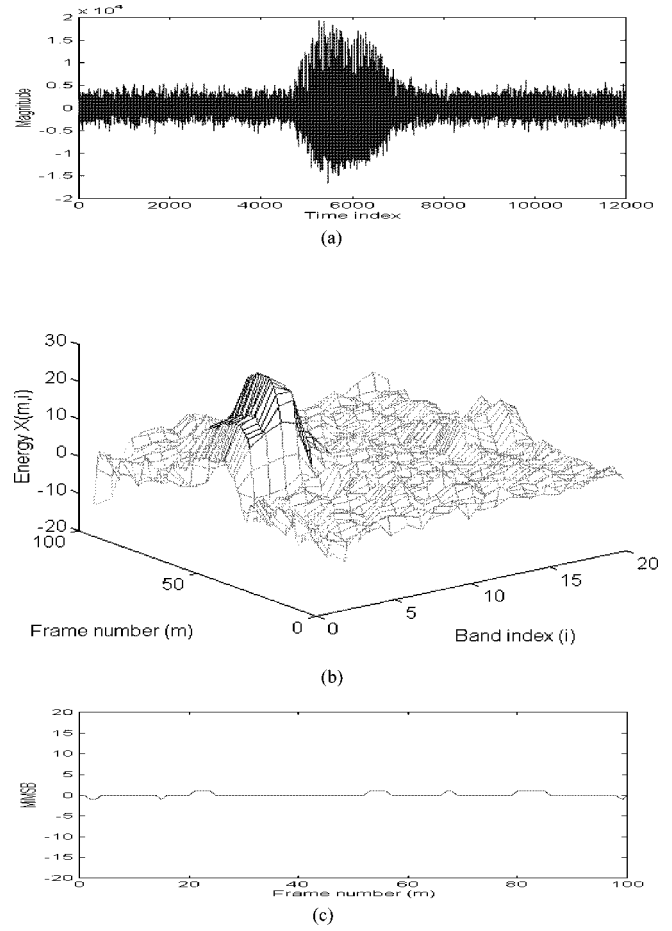 2 × 10⁴
1.5
1
0.5
0
-0.5
-1
-1.5
-2
Magnitude
0 2000 4000 6000 8000 10000 12000
Time index
(a)
30
20
10
0
-10
-20
Energy X(m,i)
100 50 0
Frame number (m)
0 5 10 15 20
Band index (i)
(b)
20
15
10
5
0
-5
-10
-15
-20
MiMSB
0 20 40 60 80 100
Frame number (m)
(c)